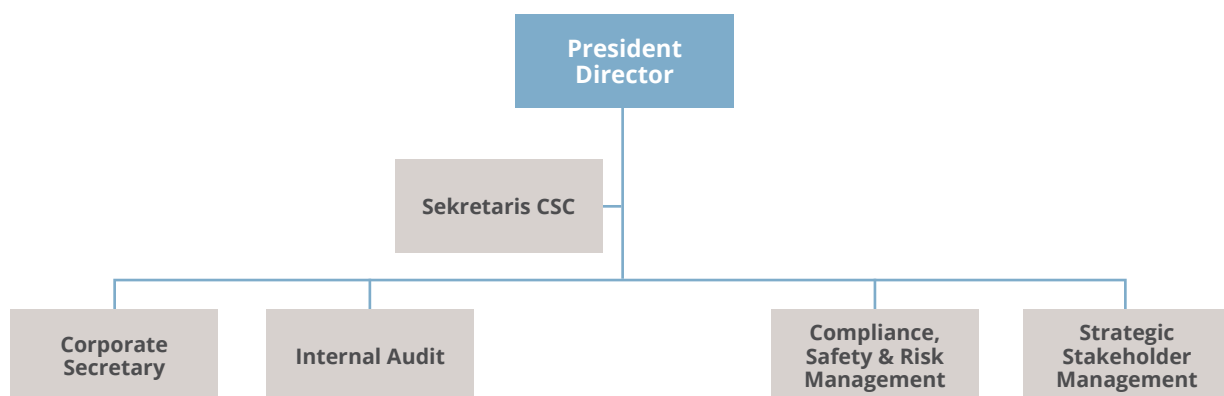 President
Director
Sekretaris CSC
Corporate
Secretary
Internal Audit
Compliance,
Safety & Risk
Management
Strategic
Stakeholder
Management